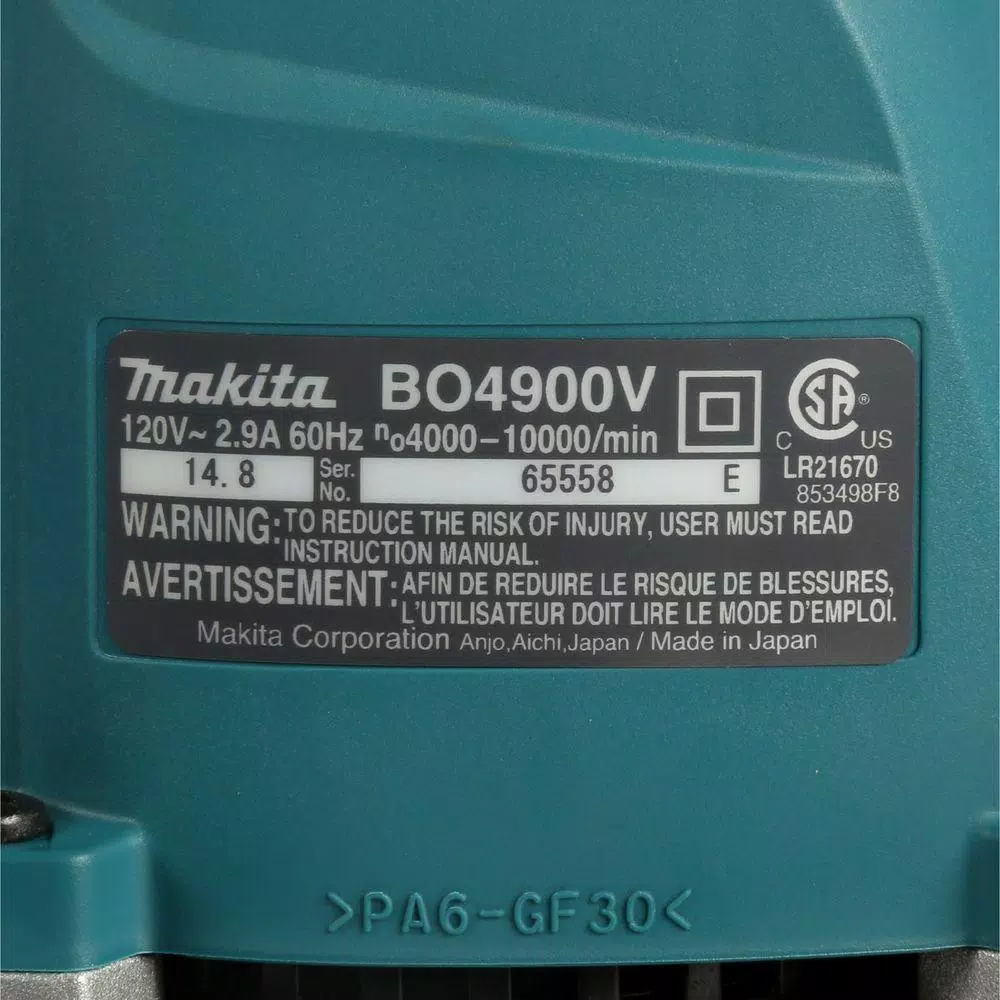 makita BO4900V
120V~ 2.9A 60Hz no4000-10000/min
C SA ® US
14. 8 Ser. No. 65558 E
LR21670
853498F8
WARNING: TO REDUCE THE RISK OF INJURY, USER MUST READ
INSTRUCTION MANUAL.
AVERTISSEMENT: AFIN DE REDUIRE LE RISQUE DE BLESSURES,
L'UTILISATEUR DOIT LIRE LE MODE D'EMPLOI.
Makita Corporation Anjo,Aichi,Japan / Made in Japan
>PA6-GF30<